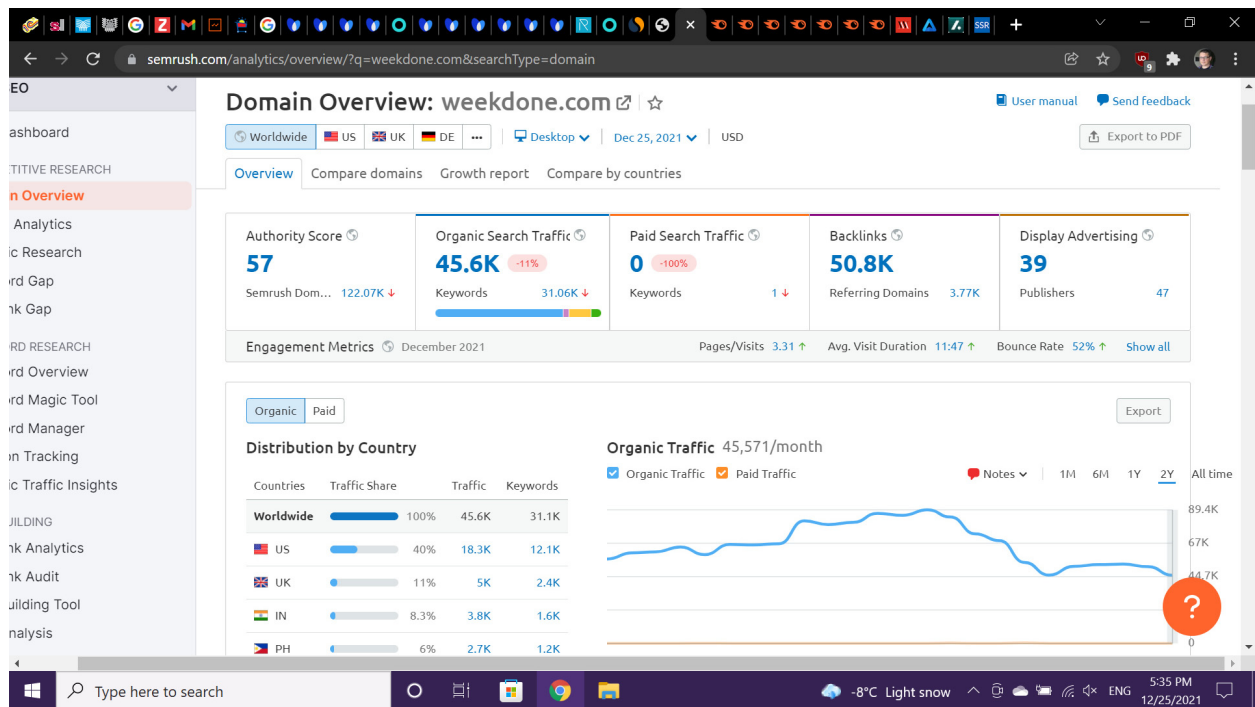 semrush.com/analytics/overview/?q=weekdone.com&searchType=domain
9
EO
Domain Overview: weekdone.com
User manual
Send feedback
ashboard
Worldwide US UK DE ... Desktop Dec 25, 2021 USD
Export to PDF
TITIVE RESEARCH
Overview Compare domains Growth report Compare by countries
n Overview
Analytics
ic Research
rd Gap
nk Gap
Authority Score
57
Semrush Dom... 122.07K ↓
Organic Search Traffic
45.6K -11%
Keywords 31.06K ↓
Paid Search Traffic
0 -100%
Keywords 1 ↓
Backlinks
50.8K
Referring Domains 3.77K
Display Advertising
39
Publishers 47
RD RESEARCH
Engagement Metrics December 2021 Pages/Visits 3.31 ↑ Avg. Visit Duration 11:47 ↑ Bounce Rate 52% ↑ Show all
rd Overview
rd Magic Tool
rd Manager
on Tracking
ic Traffic Insights
Organic Paid
Export
Distribution by Country
Countries Traffic Share Traffic Keywords
Worldwide 100% 45.6K 31.1K
US 40% 18.3K 12.1K
UK 11% 5K 2.4K
IN 8.3% 3.8K 1.6K
PH 6% 2.7K 1.2K
Organic Traffic 45,571/month
Organic Traffic Paid Traffic
Notes 1M 6M 1Y 2Y All time
89.4K
67K
44.7K
0
?
UILDING
nk Analytics
nk Audit
uilding Tool
nalysis
Type here to search
-8°C Light snow
ENG
5:35 PM
12/25/2021